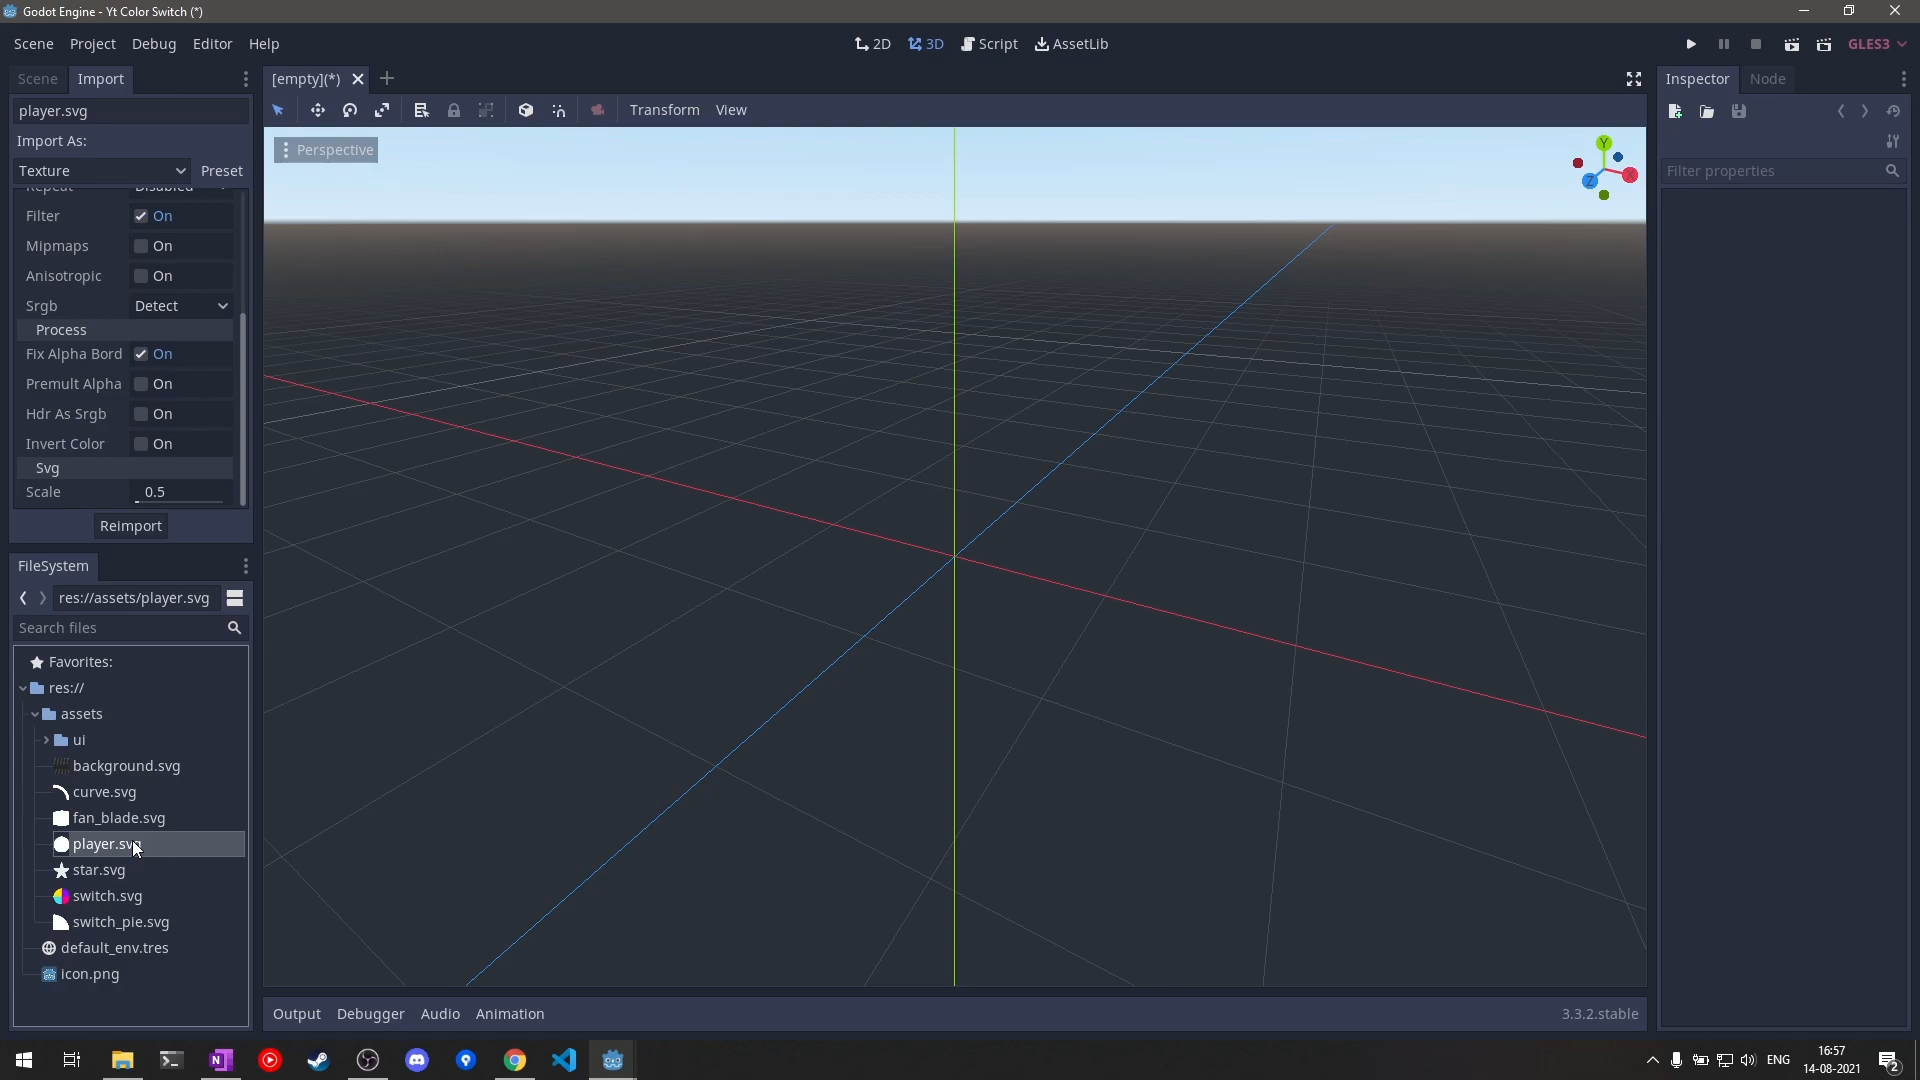 Godot Engine - Yt Color Switch (*)
Scene Project Debug Editor Help
2D 3D Script AssetLib
GLES3
Scene Import
[empty](*)
Inspector Node
player.svg
Transform View
Import As:
Perspective
Y
X
Z
Texture Preset
Filter properties
Repeat Disabled
Filter On
Mipmaps On
Anisotropic On
Srgb Detect
Process
Fix Alpha Bord On
Premult Alpha On
Hdr As Srgb On
Invert Color On
Svg
Scale 0.5
Reimport
FileSystem
res://assets/player.svg
Search files
Favorites:
res://
assets
ui
background.svg
curve.svg
fan_blade.svg
player.svg
star.svg
switch.svg
switch_pie.svg
default_env.tres
icon.png
Output Debugger Audio Animation
3.3.2.stable
ENG
16:57
14-08-2021
2